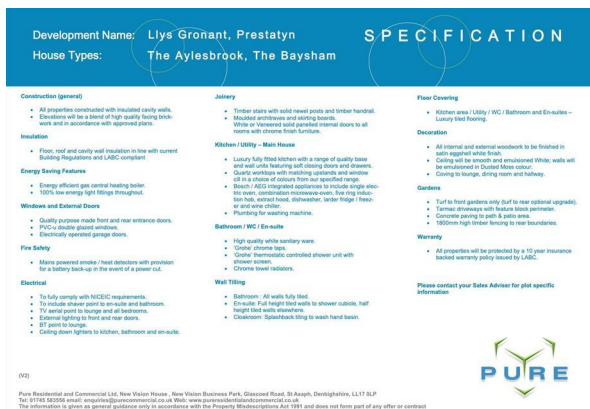 Development Name: Llys Gronant, Prestatyn
House Types: The Aylesbrook, The Baysham
SPECIFICATION
Construction (general)
• All properties constructed with insulated cavity walls.
• Elevations will be a blend of high quality facing brick-
work and in accordance with approved plans.
Insulation
• Floor, roof and cavity wall insulation in line with current
Building Regulations and LABC compliant
Energy Saving Features
• Energy efficient gas central heating boiler.
• 100% low energy light fittings throughout.
Windows and External Doors
• Quality purpose made front and rear entrance doors.
• PVC-u double glazed windows.
• Electrically operated garage doors.
Fire Safety
• Mains powered smoke / heat detectors with provision
for a battery back-up in the event of a power cut.
Electrical
• To fully comply with NICEIC requirements.
• To include shaver point to en-suite and bathroom.
• TV aerial point to lounge and all bedrooms.
• External lighting to front and rear doors.
• BT point to lounge.
• Ceiling down lighters to kitchen, bathroom and en-suite.
Joinery
• Timber stairs with solid newel posts and timber handrail.
• Moulded architraves and skirting boards.
White or Veneered solid panelled internal doors to all
rooms with chrome finish furniture.
Kitchen / Utility – Main House
• Luxury fully fitted kitchen with a range of quality base
and wall units featuring soft closing doors and drawers.
• Quartz worktops with matching upstands and window
cill in a choice of colours from our specified range.
• Bosch / AEG integrated appliances to include single elec-
tric oven, combination microwave-oven, five ring induc-
tion hob, extract hood, dishwasher, larder fridge / freez-
er and wine chiller.
• Plumbing for washing machine.
Bathroom / WC / En-suite
• High quality white sanitary ware.
• 'Grohe' chrome taps.
• 'Grohe' thermostatic controlled shower unit with
shower screen.
• Chrome towel radiators.
Wall Tilling
• Bathroom : All walls fully tiled.
• En-suite: Full height tiled walls to shower cubicle, half
height tiled walls elsewhere.
• Cloakroom: Splashback tiling to wash hand basin.
Floor Covering
• Kitchen area / Utility / WC / Bathroom and En-suites –
Luxury tiled flooring.
Decoration
• All internal and external woodwork to be finished in
satin eggshell white finish.
• Ceiling will be smooth and emulsioned White; walls will
be emulsioned in Dusted Moss colour.
• Coving to lounge, dining room and hallway.
Gardens
• Turf to front gardens only (turf to rear optional upgrade).
• Tarmac driveways with feature block perimeter.
• Concrete paving to path & patio area.
• 1800mm high timber fencing to rear boundaries.
Warranty
• All properties will be protected by a 10 year insurance
backed warranty policy issued by LABC.
Please contact your Sales Adviser for plot specific
information
PURE
(V2)
Pure Residential and Commercial Ltd, New Vision House , New Vision Business Park, Glascoed Road, St Asaph, Denbighshire, LL17 0LP
Tel: 01745 583556 email: enquiries@purecommercial.co.uk Web: www.pureresidentialandcommercial.co.uk
The information is given as general guidance only in accordance with the Property Misdescriptions Act 1991 and does not form part of any offer or contract